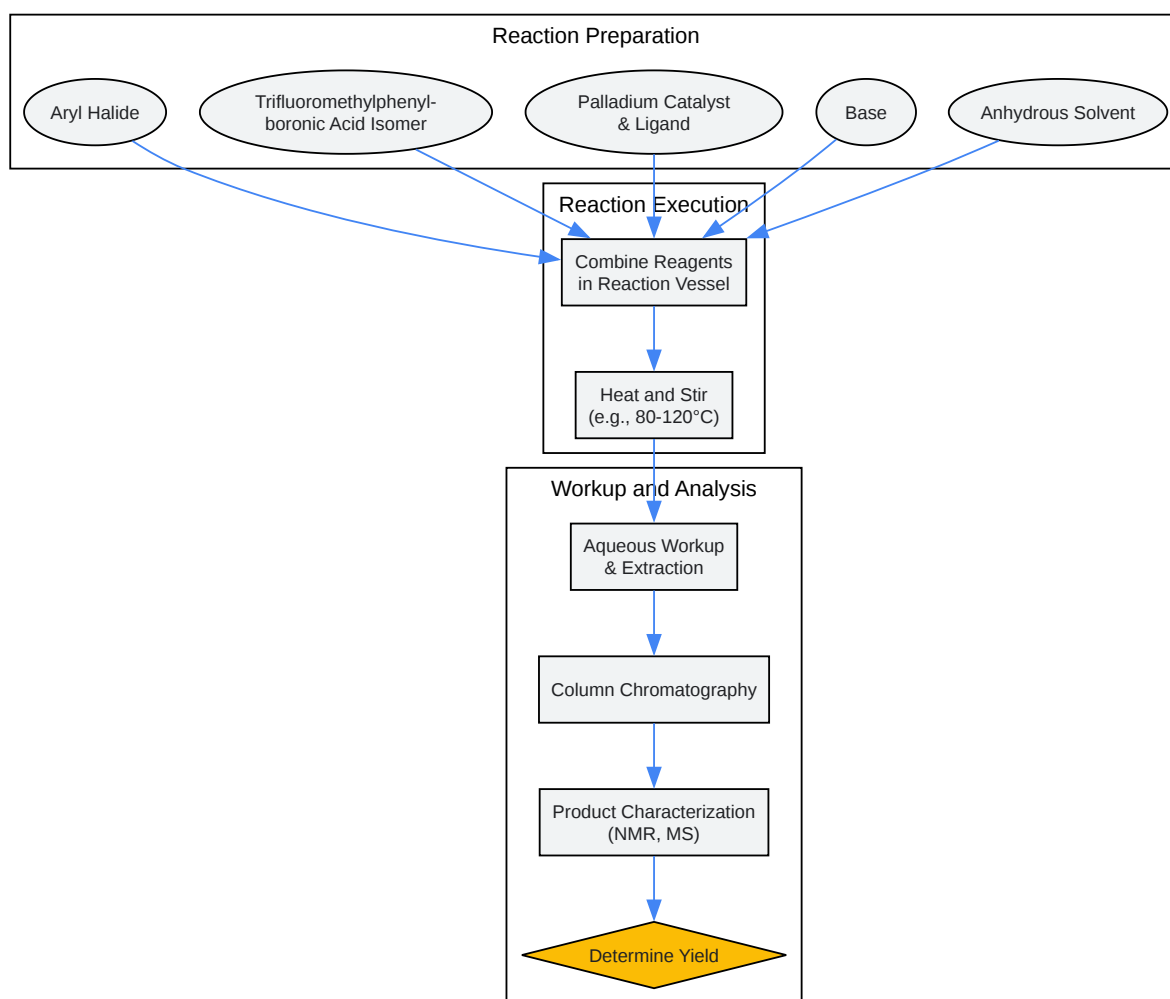 Reaction Preparation
Aryl Halide
Trifluoromethylphenyl-
boronic Acid Isomer
Palladium Catalyst
& Ligand
Base
Anhydrous Solvent
Reaction Execution
Combine Reagents
in Reaction Vessel
Heat and Stir
(e.g., 80-120°C)
Workup and Analysis
Aqueous Workup
& Extraction
Column Chromatography
Product Characterization
(NMR, MS)
Determine Yield